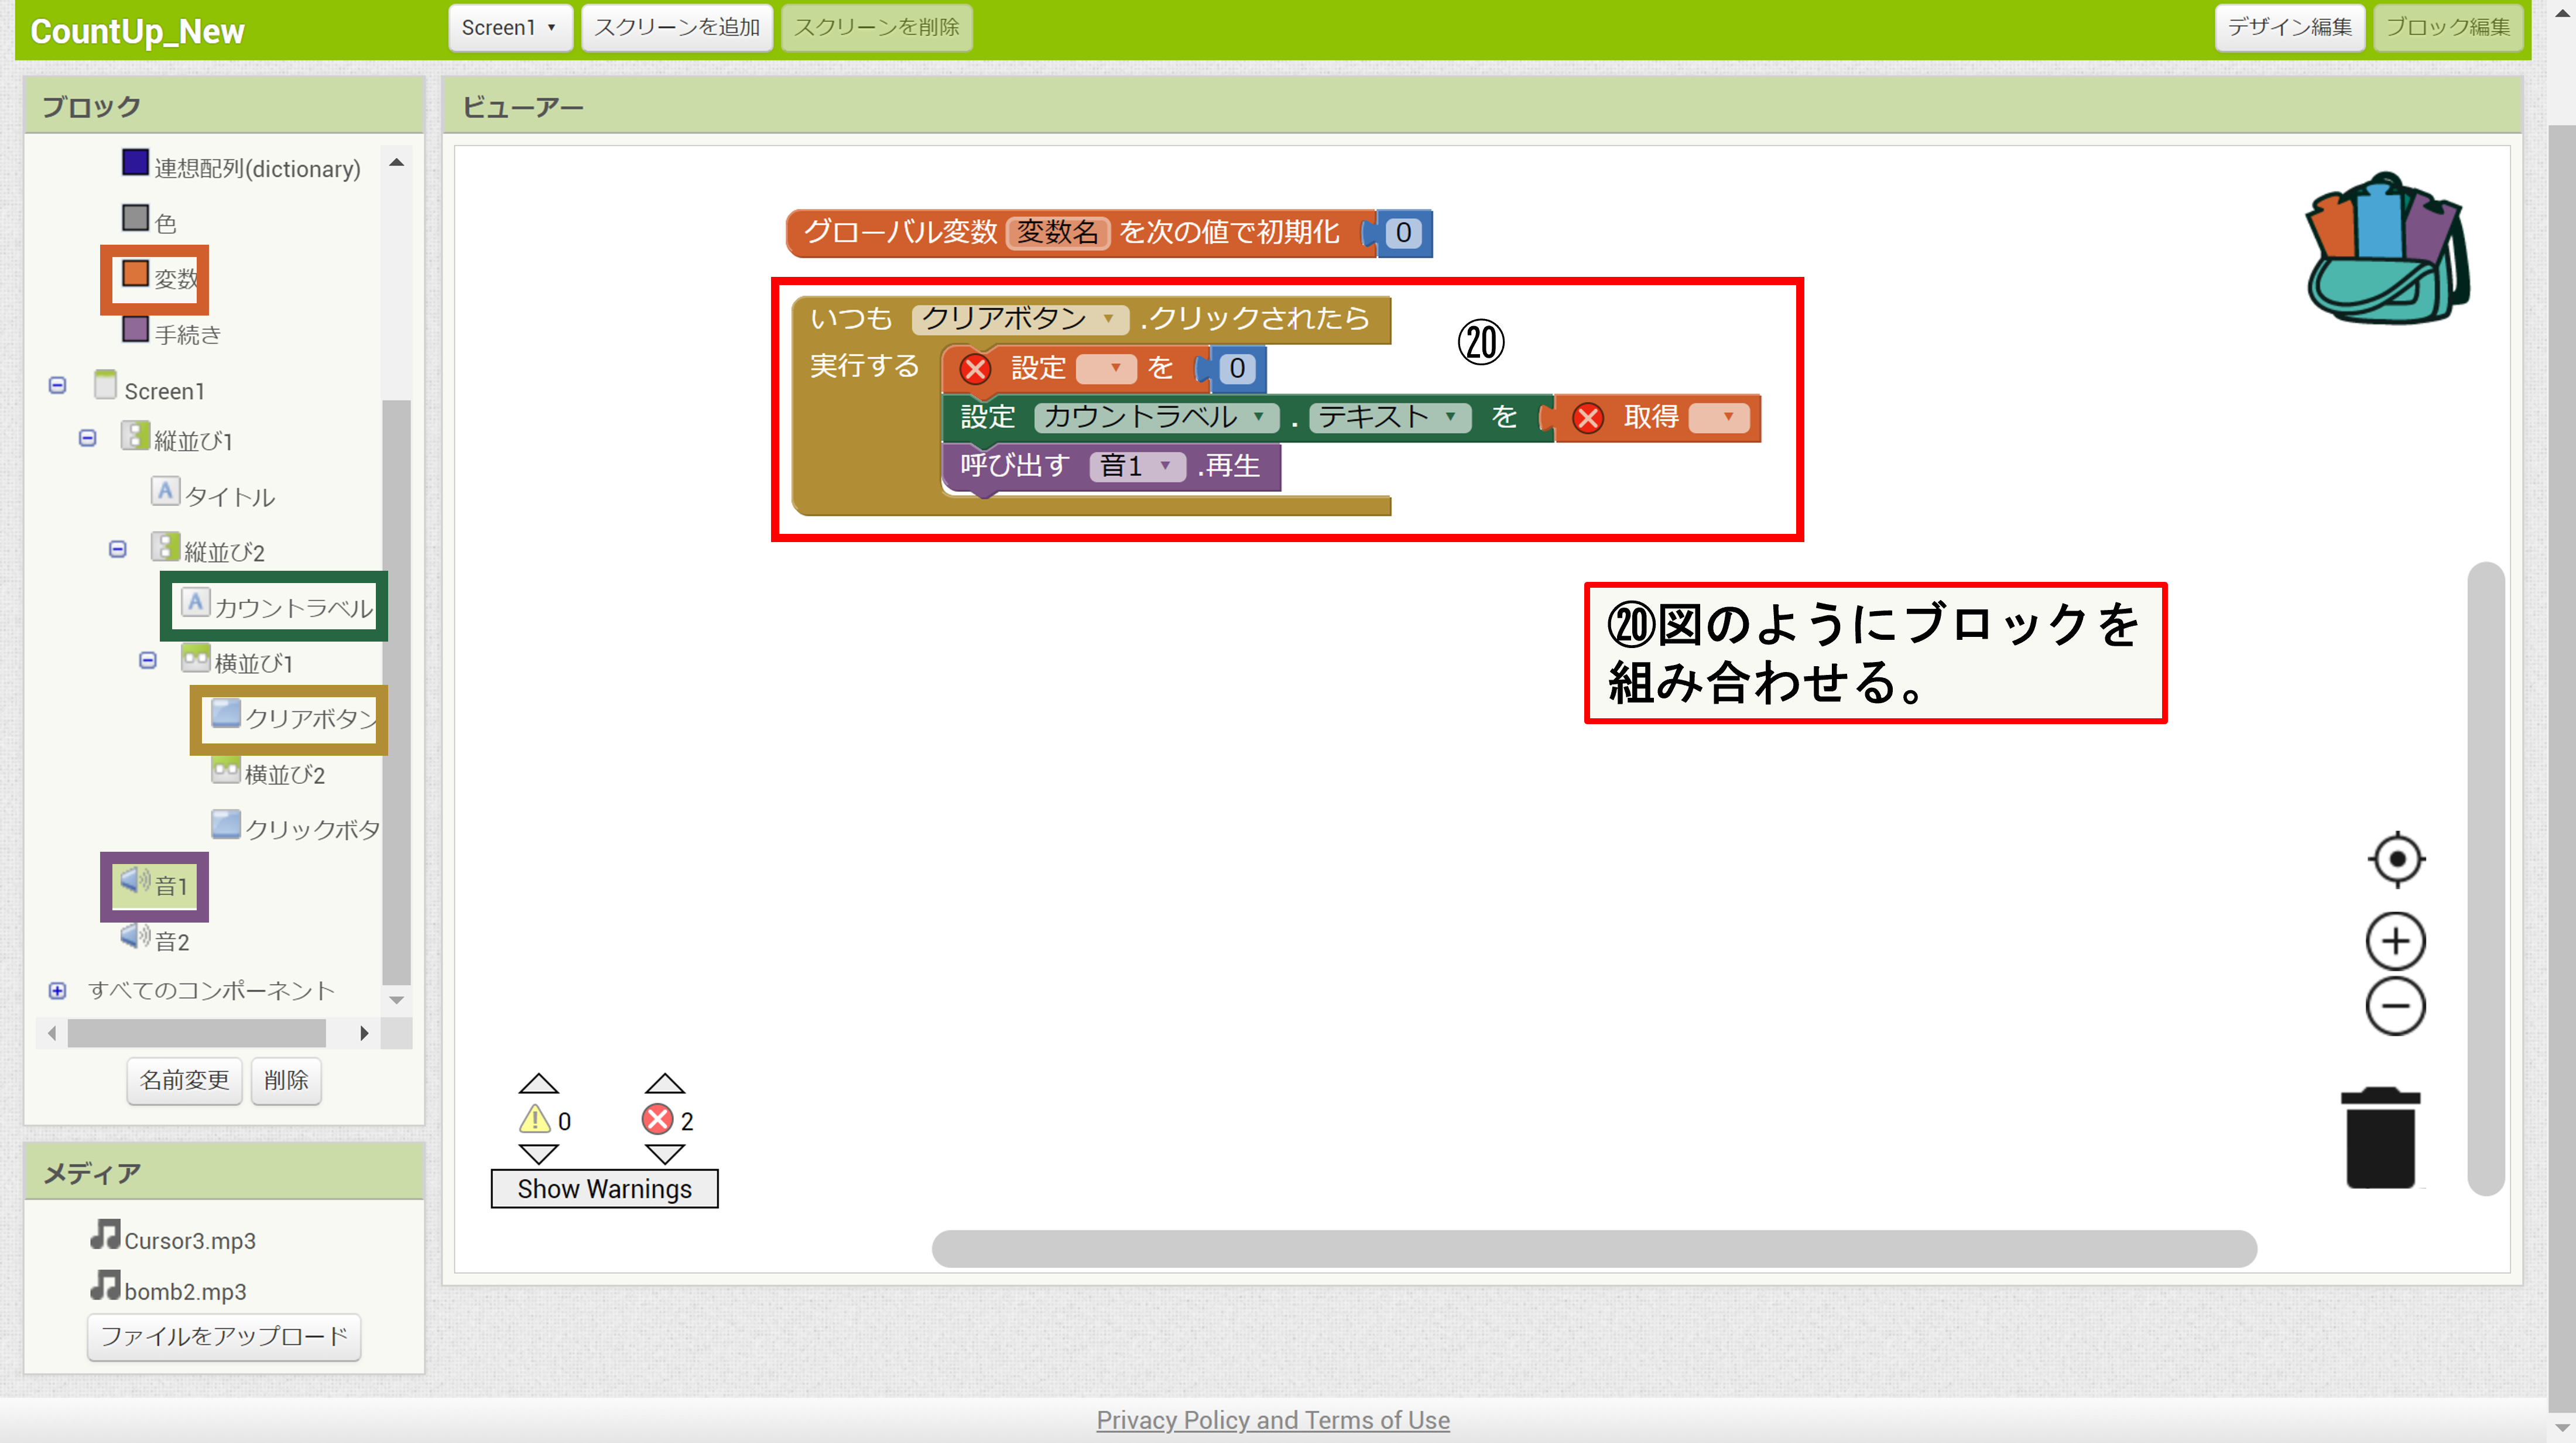 CountUp_New
Screen1 ▾
スクリーンを追加
スクリーンを削除
デザイン編集
ブロック編集
ブロック
連想配列(dictionary)
色
変数
手続き
Screen1
縦並び1
タイトル
縦並び2
カウントラベル
横並び1
クリアボタン
横並び2
クリックボタ
音1
音2
すべてのコンポーネント
名前変更
削除
メディア
Cursor3.mp3
bomb2.mp3
ファイルをアップロード
ビューアー
グローバル変数 変数名 を次の値で初期化 0
いつも クリアボタン .クリックされたら
実行する 設定 を 0
設定 カウントラベル . テキスト を 取得
呼び出す 音1 .再生
⑳
⑳図のようにブロックを
組み合わせる。
0 2
Show Warnings
Privacy Policy and Terms of Use